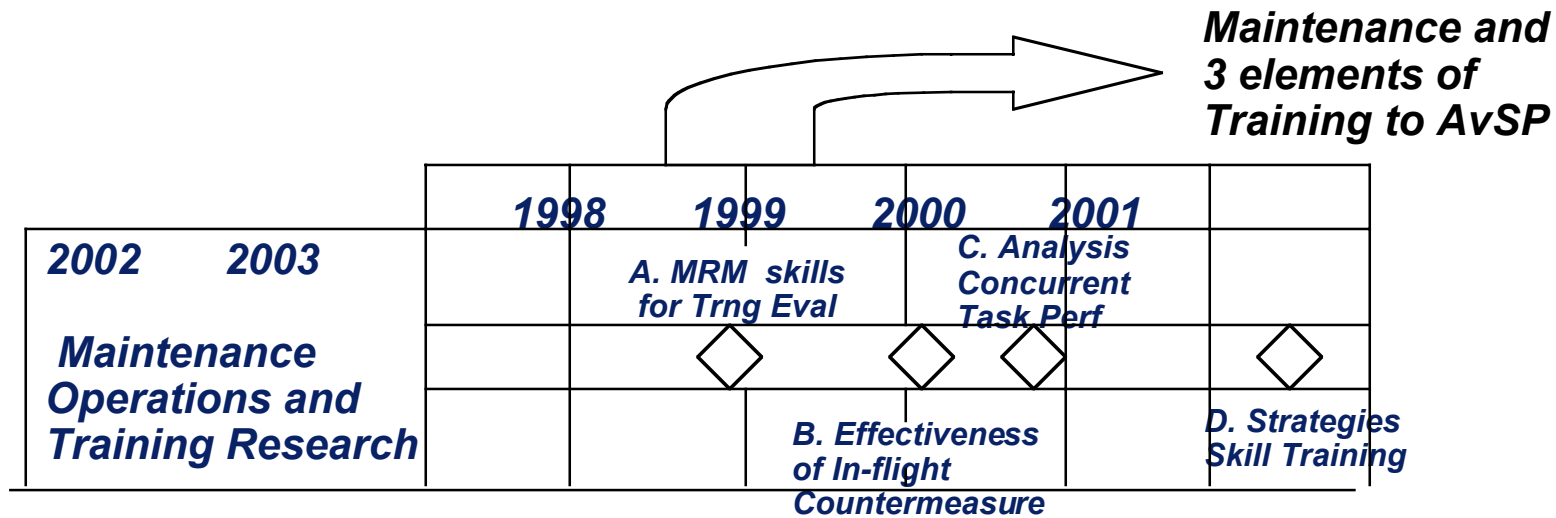 Maintenance and
3 elements of
Training to AvSP
1998 1999 2000 2001
2002 2003
A. MRM skills
for Trng Eval
C. Analysis
Concurrent
Task Perf
Maintenance
Operations and
Training Research
B. Effectiveness
of In-flight
Countermeasure
D. Strategies
Skill Training